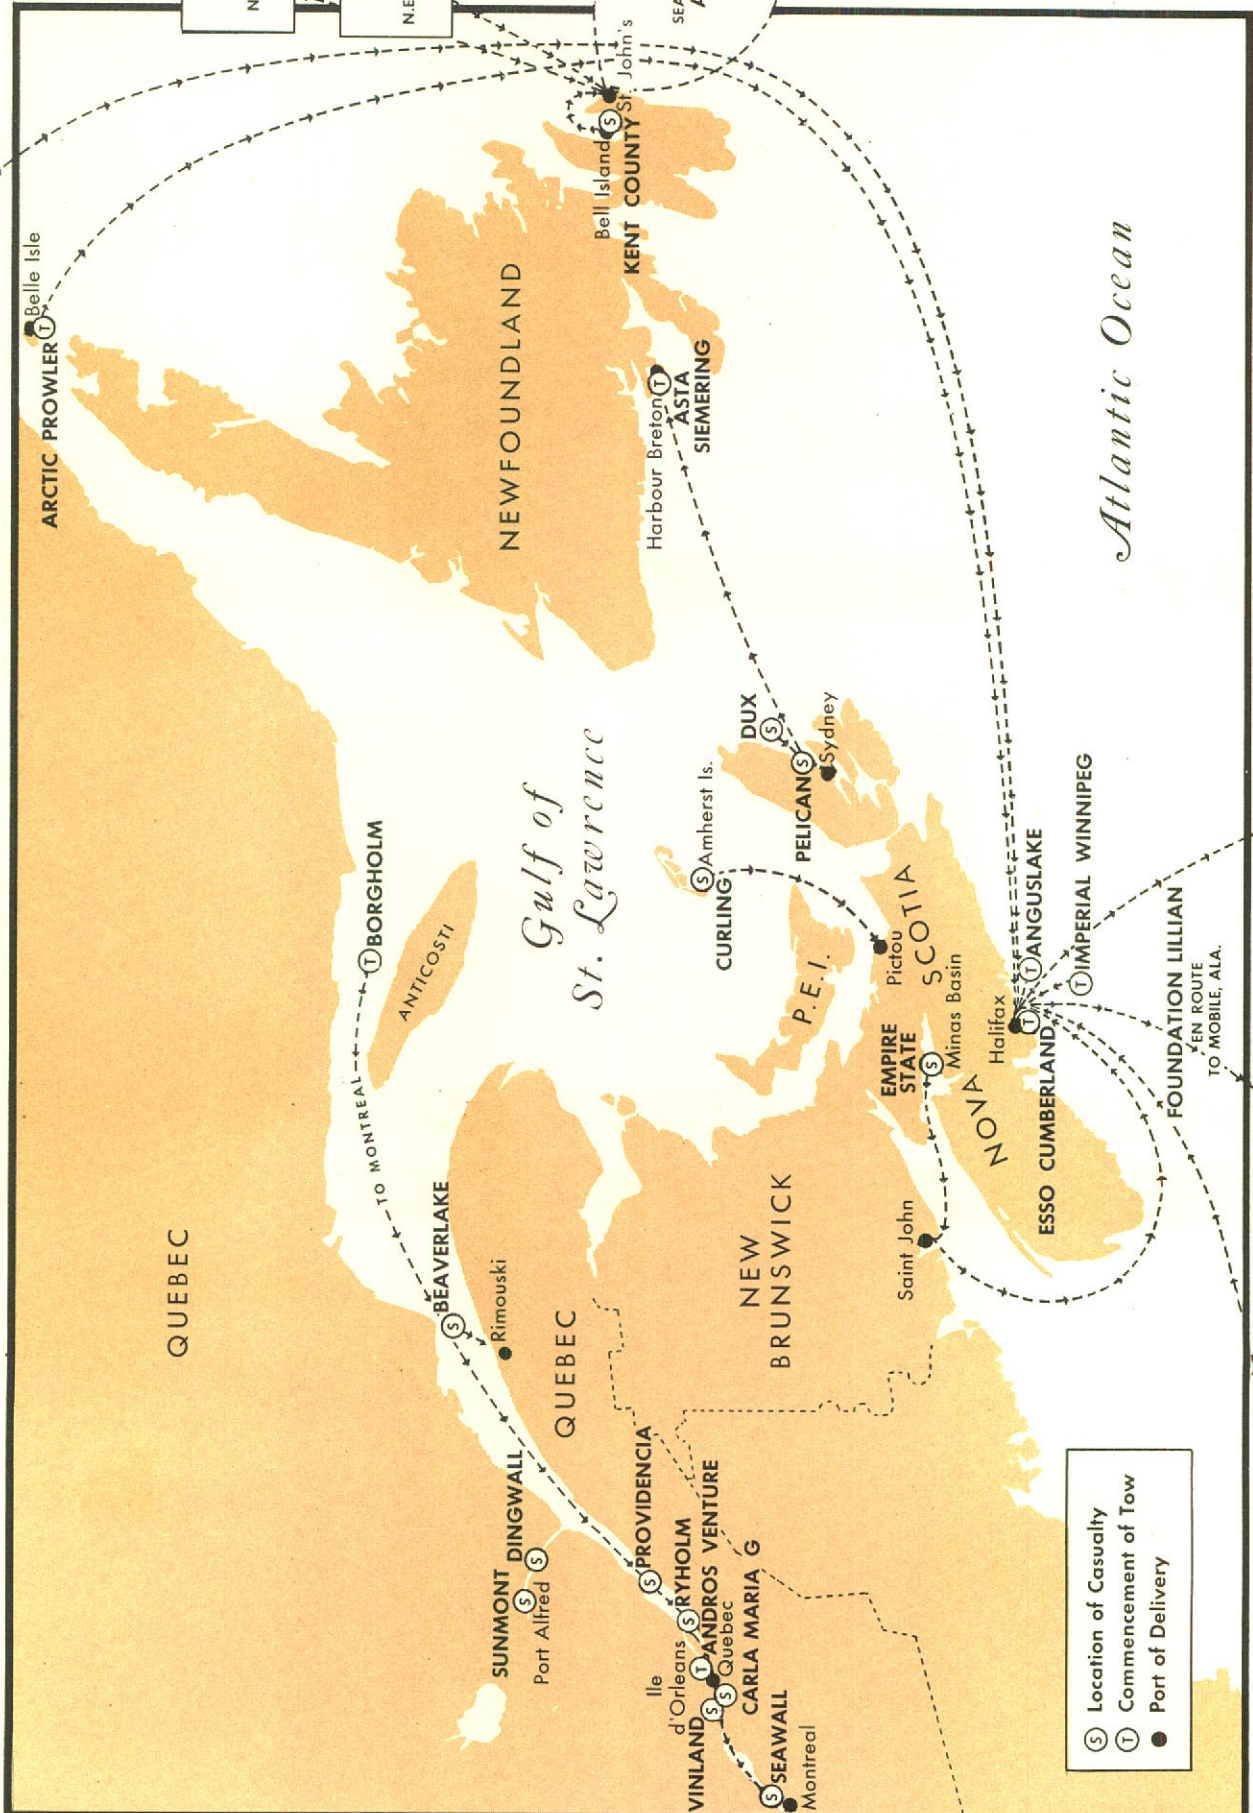 Belle Isle
T
ARCTIC PROWLER
N
N.E
SEA
A
St. John's
S
Bell Island
KENT COUNTY
NEWFOUNDLAND
Harbour Breton
T
ASTA
SIEMERING
Atlantic Ocean
QUEBEC
T
BORGHOLM
ANTICOSTI
TO MONTREAL
Gulf of
St. Lawrence
DUX
S
PELICAN
S
Sydney
Amherst Is.
S
CURLING
P.E.I.
Pictou
NOVA
SCOTIA
EMPIRE
STATE
S
Minas Basin
Halifax
T
ANGUSLAKE
T
IMPERIAL WINNIPEG
T
ESSO CUMBERLAND
FOUNDATION LILLIAN
EN ROUTE
TO MOBILE, ALA.
Saint John
NEW
BRUNSWICK
BEAVERLAKE
S
Rimouski
QUEBEC
SUNMONT
S
DINGWALL
S
Port Alfred
PROVIDENCIA
S
RYHOLM
S
Ile
d'Orleans
T
ANDROS VENTURE
Quebec
S
CARLA MARIA G
VINLAND
S
SEAWALL
S
Montreal
S Location of Casualty
T Commencement of Tow
Port of Delivery